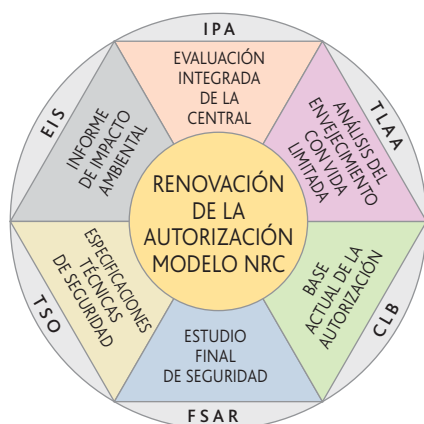 IPA
EVALUACIÓN
INTEGRADA
DE LA
CENTRAL
TLAA
ANÁLISIS DEL
ENVEJECIMIENTO
CON VIDA
LIMITADA
CLB
BASE
ACTUAL DE LA
AUTORIZACIÓN
FSAR
ESTUDIO
FINAL
DE SEGURIDAD
TSO
ESPECIFICACIONES
TÉCNICAS
DE SEGURIDAD
EIS
INFORME
DE IMPACTO
AMBIENTAL
RENOVACIÓN
DE LA
AUTORIZACIÓN
MODELO NRC